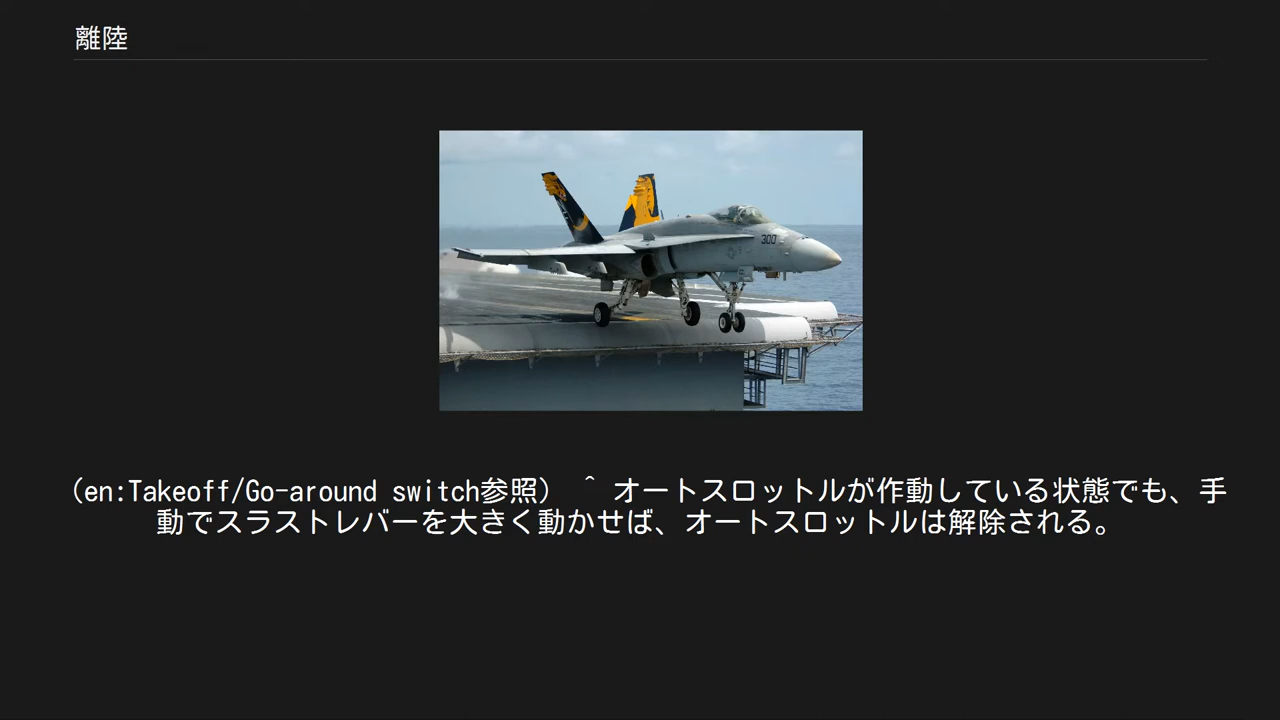 離陸
300
(en:Takeoff/Go-around switch参照) ^ オートスロットルが作動している状態でも、手
動でスラストレバーを大きく動かせば、オートスロットルは解除される。